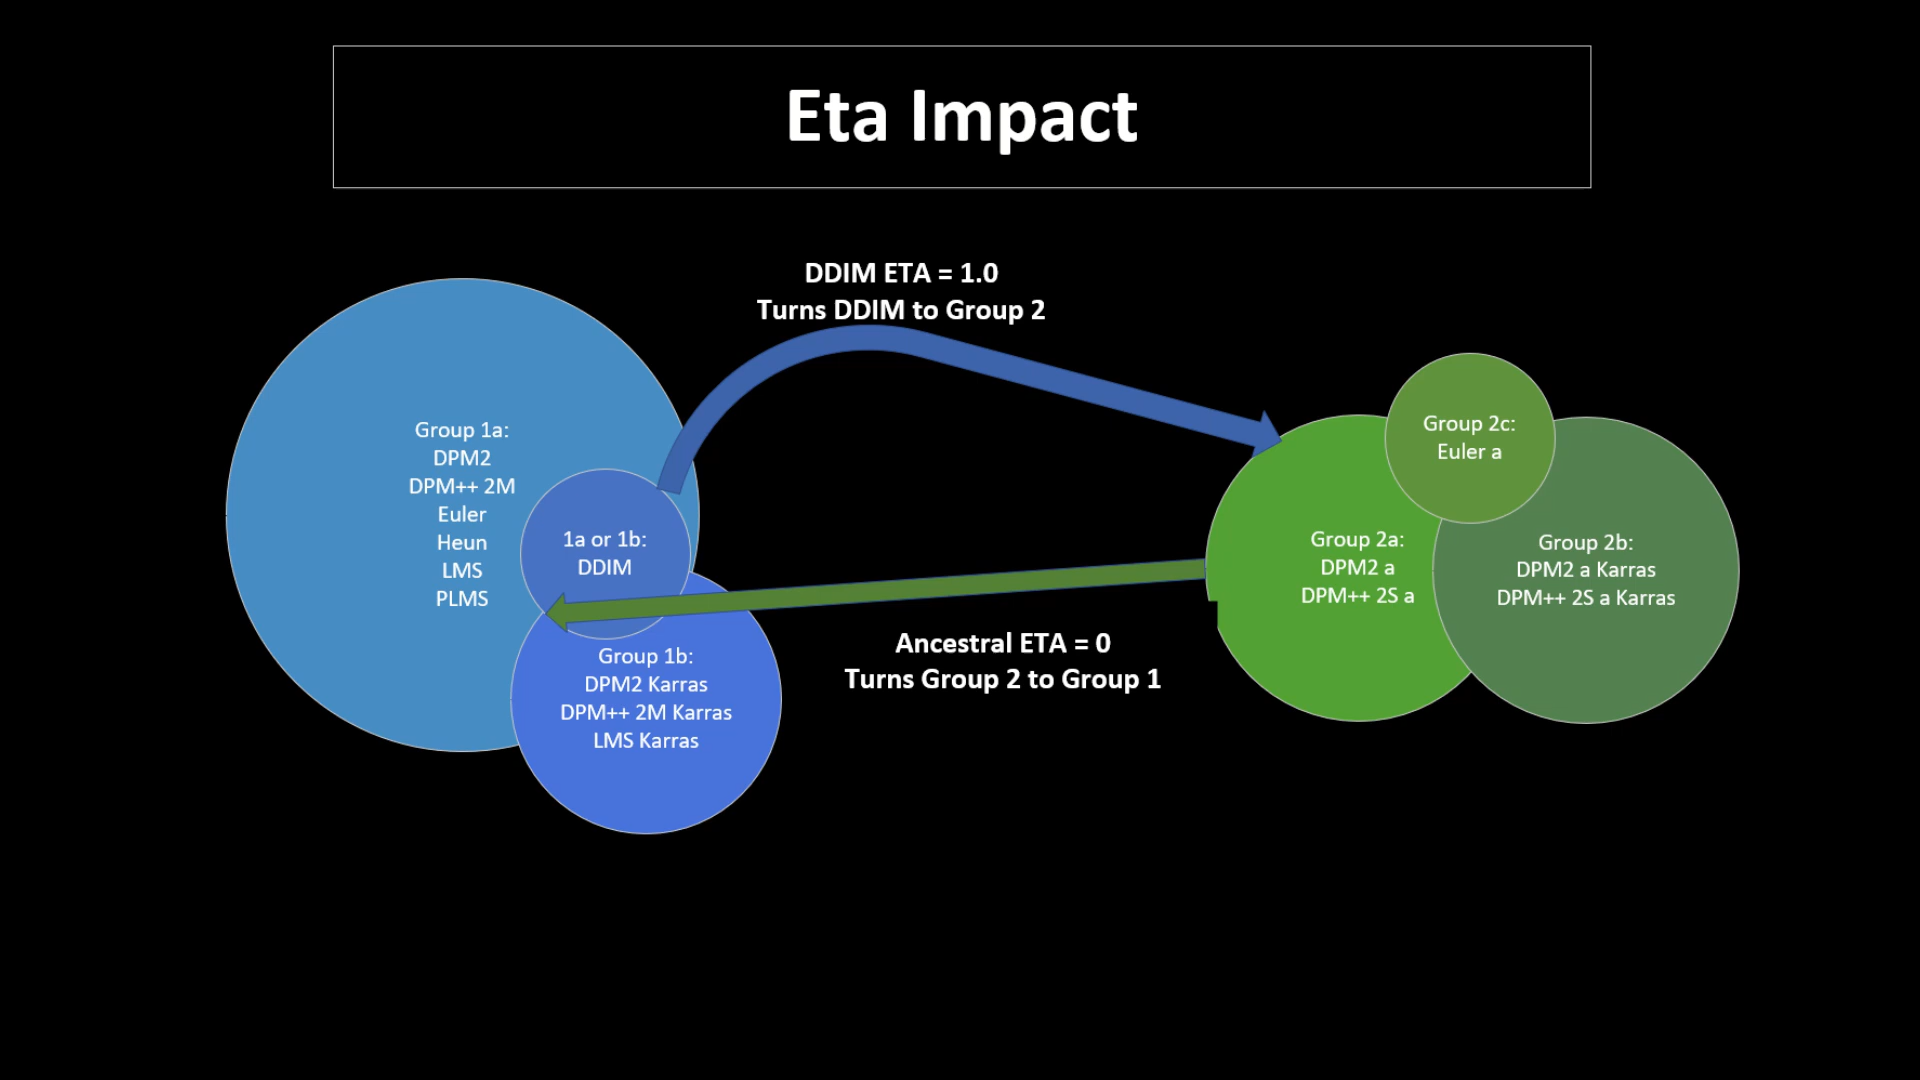 Eta Impact
DDIM ETA = 1.0
Turns DDIM to Group 2
Group 1a:
DPM2
DPM++ 2M
Euler
Heun
LMS
PLMS
1a or 1b:
DDIM
Group 1b:
DPM2 Karras
DPM++ 2M Karras
LMS Karras
Ancestral ETA = 0
Turns Group 2 to Group 1
Group 2c:
Euler a
Group 2a:
DPM2 a
DPM++ 2S a
Group 2b:
DPM2 a Karras
DPM++ 2S a Karras